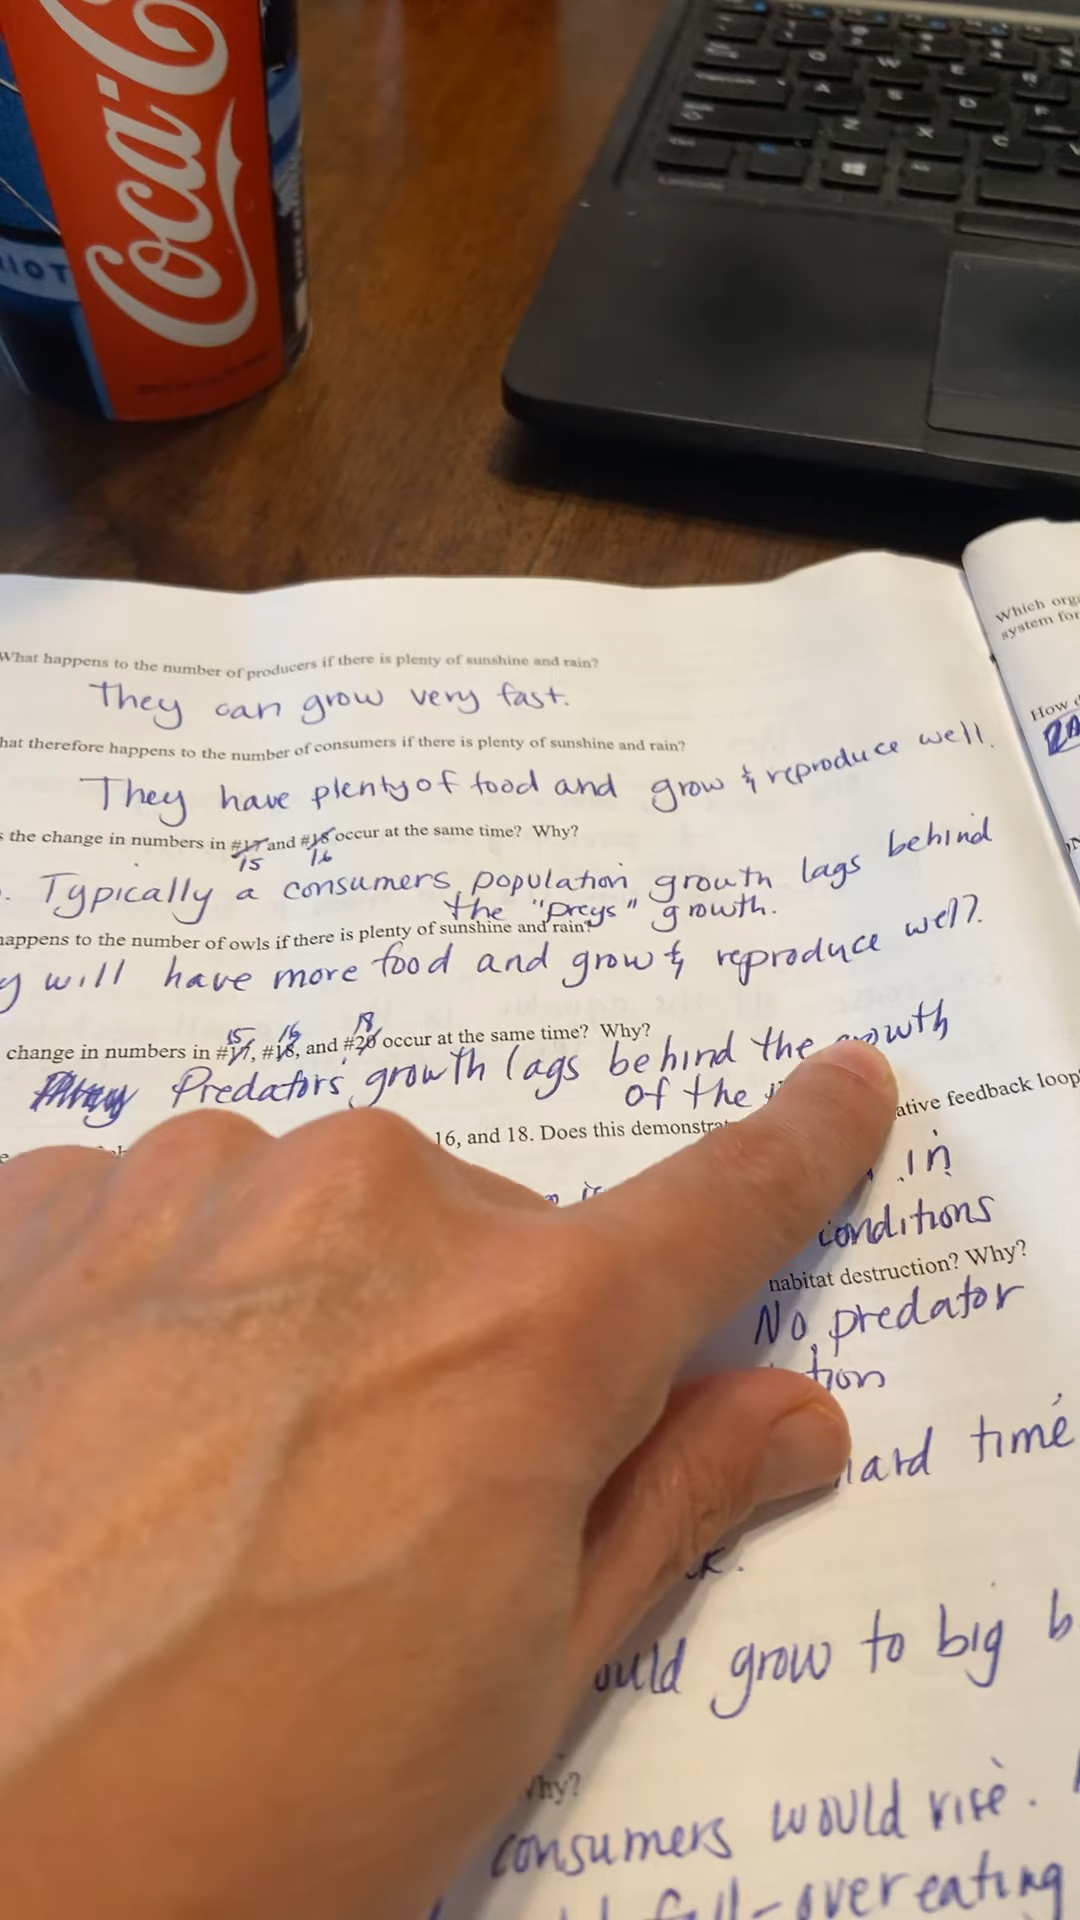 Coca-Co
RIOT
What happens to the number of producers if there is plenty of sunshine and rain?
They can grow very fast.
hat therefore happens to the number of consumers if there is plenty of sunshine and rain?
They have plenty of food and grow & reproduce well.
s the change in numbers in #17 and #18 occur at the same time? Why?
15 16
. Typically a consumers population growth lags behind
the "preys" growth.
happens to the number of owls if there is plenty of sunshine and rain?
y will have more food and grow & reproduce well.
15 16 18
change in numbers in #17, #18, and #20 occur at the same time? Why?
Predators growth lags behind the growth
of the
16, and 18. Does this demonstra
ative feedback loop
in
conditions
habitat destruction? Why?
No predator
tion
hard time
ould grow to big b
Why?
consumers would rise.
fall-overeating
Which orga
system for
How d